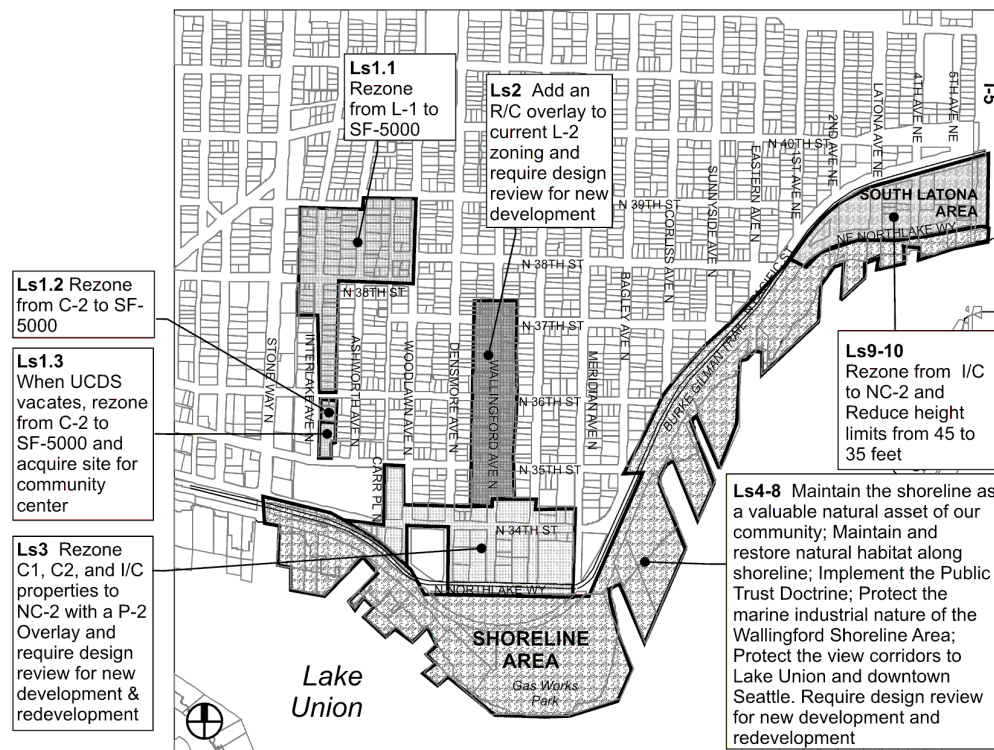 Ls1.1
Rezone
from L-1 to
SF-5000
Ls2 Add an
R/C overlay to
current L-2
zoning and
require design
review for new
development
Ls1.2 Rezone
from C-2 to SF-
5000
Ls1.3
When UCDS
vacates, rezone
from C-2 to
SF-5000 and
acquire site for
community
center
Ls3 Rezone
C1, C2, and I/C
properties to
NC-2 with a P-2
Overlay and
require design
review for new
development &
redevelopment
Ls9-10
Rezone from I/C
to NC-2 and
Reduce height
limits from 45 to
35 feet
Ls4-8 Maintain the shoreline as
a valuable natural asset of our
community; Maintain and
restore natural habitat along
shoreline; Implement the Public
Trust Doctrine; Protect the
marine industrial nature of the
Wallingford Shoreline Area;
Protect the view corridors to
Lake Union and downtown
Seattle. Require design review
for new development and
redevelopment
I-5
5TH AVE NE
4TH AVE NE
LATONA AVE NE
2ND AVE NE
1ST AVE NE
EASTERN AVE N
SUNNYSIDE AVE N
CORLISS AVE N
BAGLEY AVE N
MERIDIAN AVE N
WALLINGFORD AVE N
DENSMORE AVE N
WOODLAWN AVE N
ASHWORTH AVE N
INTERLAKE AVE N
STONE WAY N
CARR PL N
N 40TH ST
N 39TH ST
N 38TH ST
N 38TH ST
N 37TH ST
N 36TH ST
N 35TH ST
N 34TH ST
N NORTHLAKE WY
NE NORTHLAKE WY
BURKE GILMAN TRAIL
N PACIFIC ST
SOUTH LATONA
AREA
SHORELINE
AREA
Gas Works
Park
Lake
Union